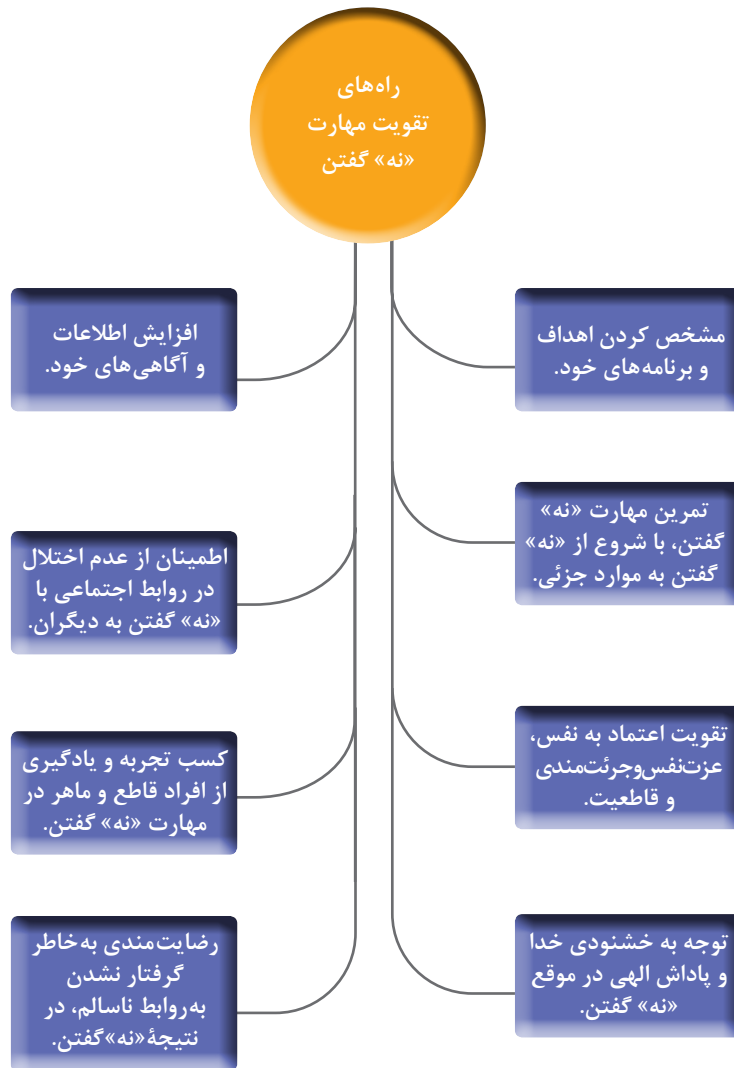 راه‌های
تقویت مهارت
«نه» گفتن
مشخص کردن اهداف
و برنامه‌های خود.
افزایش اطلاعات
و آگاهی‌های خود.
تمرین مهارت «نه»
گفتن، با شروع از «نه»
گفتن به موارد جزئی.
اطمینان از عدم اختلال
در روابط اجتماعی با
«نه» گفتن به دیگران.
تقویت اعتماد به نفس،
عزت‌نفس‌وجرئت‌مندی
و قاطعیت.
کسب تجربه و یادگیری
از افراد قاطع و ماهر در
مهارت «نه» گفتن.
توجه به خشنودی خدا
و پاداش الهی در موقع
«نه» گفتن.
رضایت‌مندی به‌خاطر
گرفتار نشدن
به‌روابط ناسالم، در
نتیجهٔ «نه»گفتن.